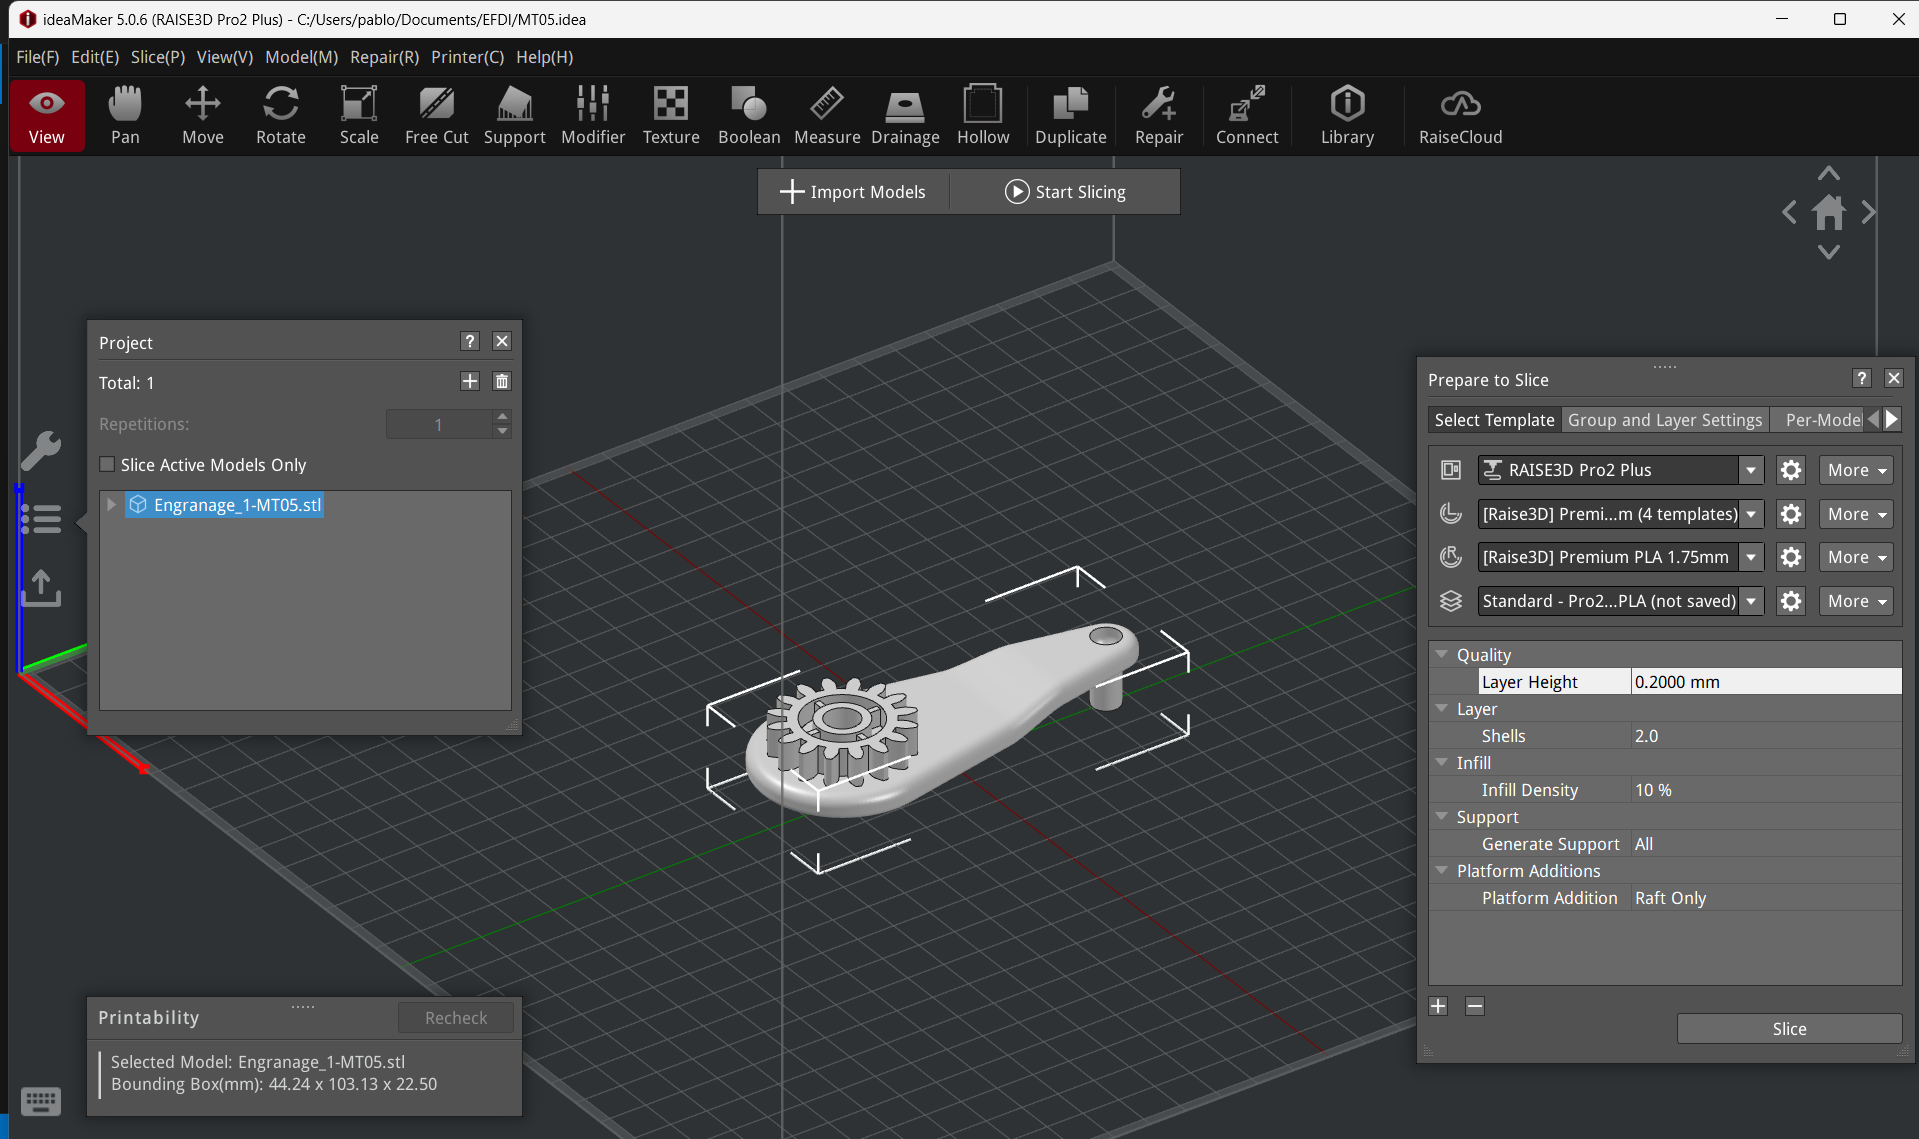 ideaMaker 5.0.6 (RAISE3D Pro2 Plus) - C:/Users/pablo/Documents/EFDI/MT05.idea
File(F) Edit(E) Slice(P) View(V) Model(M) Repair(R) Printer(C) Help(H)
View Pan Move Rotate Scale Free Cut Support Modifier Texture Boolean Measure Drainage Hollow Duplicate Repair Connect Library RaiseCloud
Import Models Start Slicing
Project ?
Total: 1
Repetitions: 1
Slice Active Models Only
Engranage_1-MT05.stl
Printability Recheck
Selected Model: Engranage_1-MT05.stl
Bounding Box(mm): 44.24 x 103.13 x 22.50
Prepare to Slice ?
Select Template Group and Layer Settings Per-Mode
RAISE3D Pro2 Plus More
L [Raise3D] Premi...m (4 templates) More
R [Raise3D] Premium PLA 1.75mm More
Standard - Pro2...PLA (not saved) More
Quality
Layer Height 0.2000 mm
Layer
Shells 2.0
Infill
Infill Density 10 %
Support
Generate Support All
Platform Additions
Platform Addition Raft Only
Slice